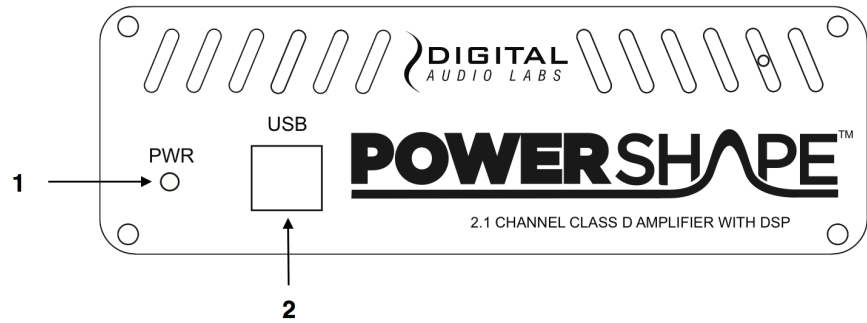 DIGITAL
AUDIO LABS
USB
PWR
POWERSHAPE™
1
2.1 CHANNEL CLASS D AMPLIFIER WITH DSP
2